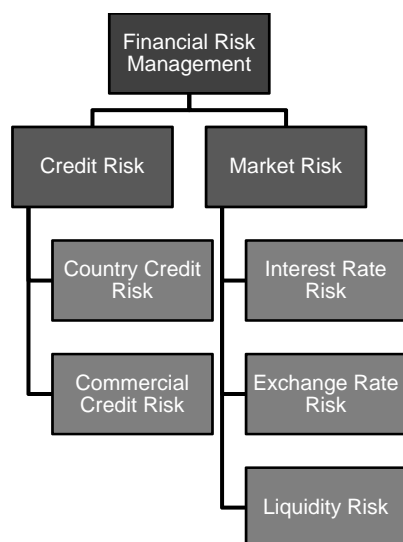 Financial Risk
Management
Credit Risk
Market Risk
Country Credit
Risk
Interest Rate
Risk
Commercial
Credit Risk
Exchange Rate
Risk
Liquidity Risk